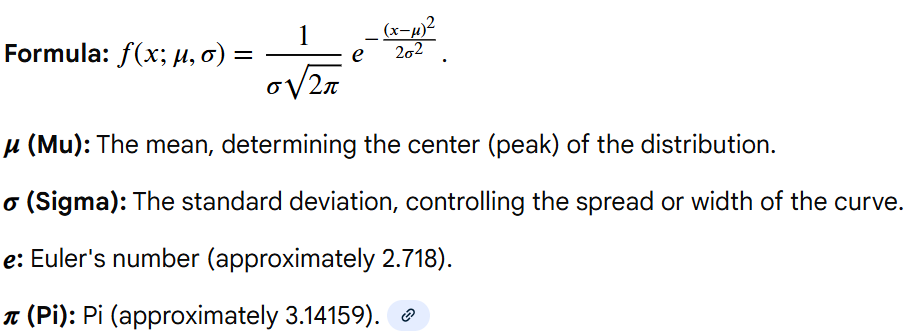 Formula: f(x; μ, σ) = 1/(σ√2π) e^(−(x−μ)²/(2σ²)) .
μ (Mu): The mean, determining the center (peak) of the distribution.
σ (Sigma): The standard deviation, controlling the spread or width of the curve.
e: Euler's number (approximately 2.718).
π (Pi): Pi (approximately 3.14159).